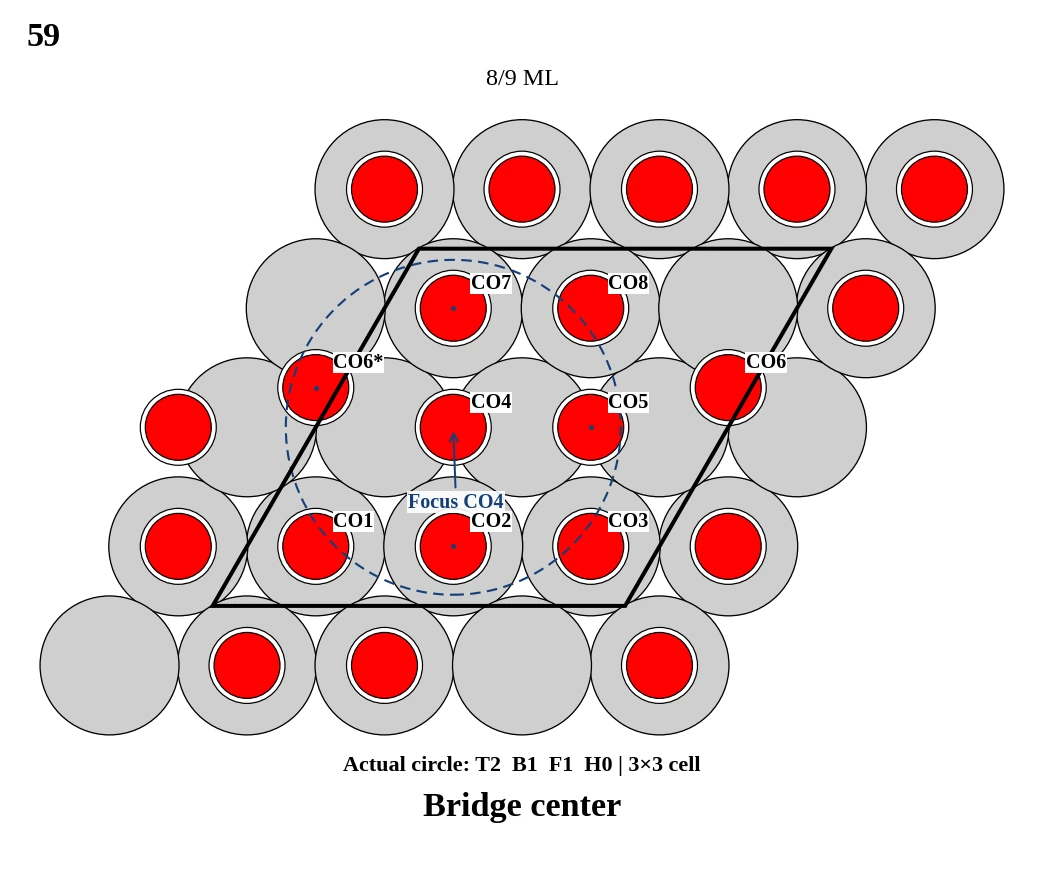 59
8/9 ML
CO7
CO8
CO6*
CO6
CO4
CO5
Focus CO4
CO1
CO2
CO3
Actual circle: T2  B1  F1  H0 | 3×3 cell
Bridge center